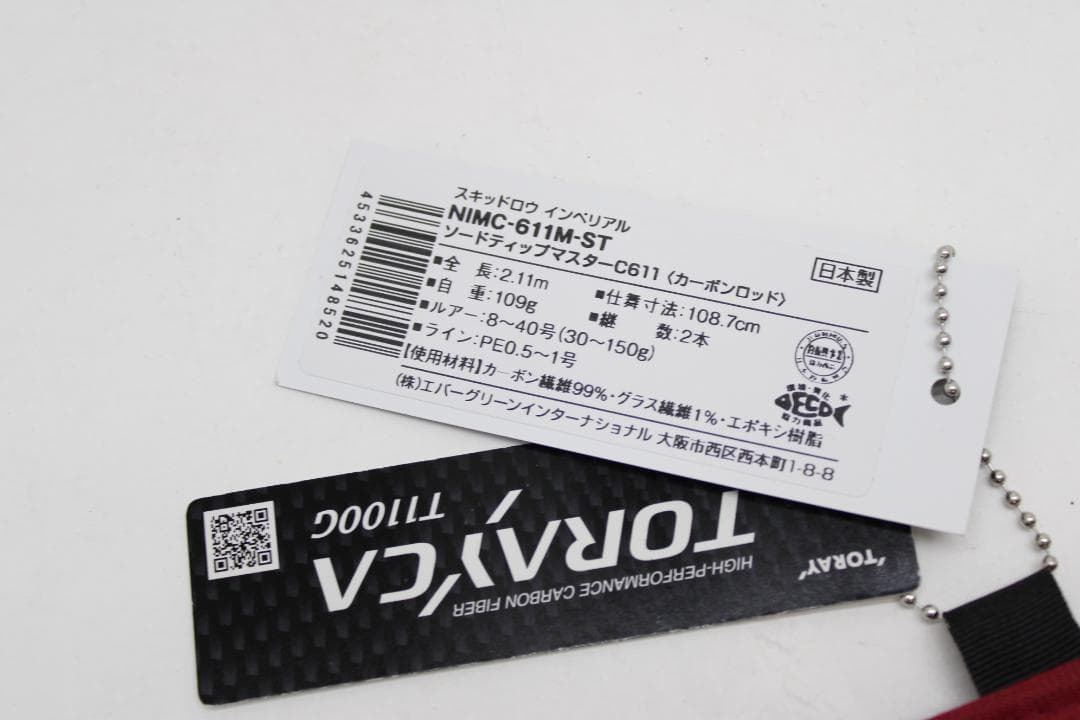 スキッドロウ インペリアル
NIMC-611M-ST
ソードティップマスターC611〈カーボンロッド〉
日本製
■全 長:2.11m
■仕舞寸法:108.7cm
■自 重:109g
■継 数:2本
■ルアー:8～40号(30～150g)
■ライン:PE0.5～1号
【使用材料】カーボン繊維99%・グラス繊維1%・エポキシ樹脂
(株)エバーグリーンインターナショナル 大阪市西区西本町1-8-8
4533625148520
ECO
TORAY
HIGH-PERFORMANCE CARBON FIBER
TORAYCA
T1100G